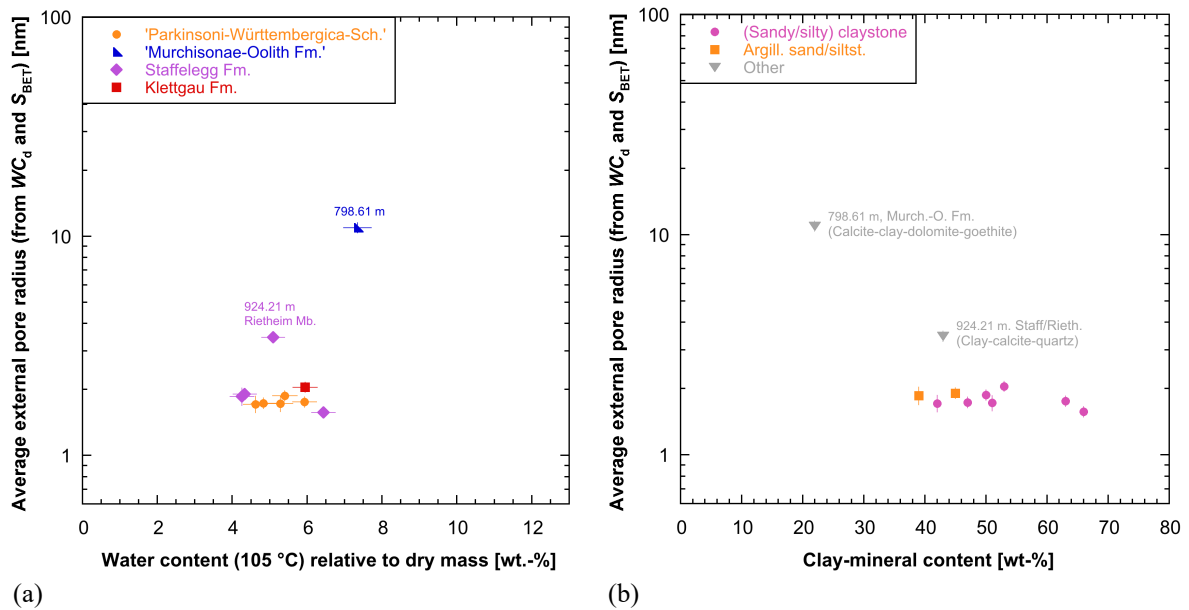 Average external pore radius (from WCd and SBET) [nm]
100
10
1
'Parkinsoni-Württembergica-Sch.'
'Murchisonae-Oolith Fm.'
Staffelegg Fm.
Klettgau Fm.
798.61 m
924.21 m
Rietheim Mb.
0 2 4 6 8 10 12
Water content (105 °C) relative to dry mass [wt.-%]
(a)
Average external pore radius (from WCd and SBET) [nm]
100
10
1
(Sandy/silty) claystone
Argill. sand/siltst.
Other
798.61 m, Murch.-O. Fm.
(Calcite-clay-dolomite-goethite)
924.21 m. Staff/Rieth.
(Clay-calcite-quartz)
0 10 20 30 40 50 60 70 80
Clay-mineral content [wt-%]
(b)